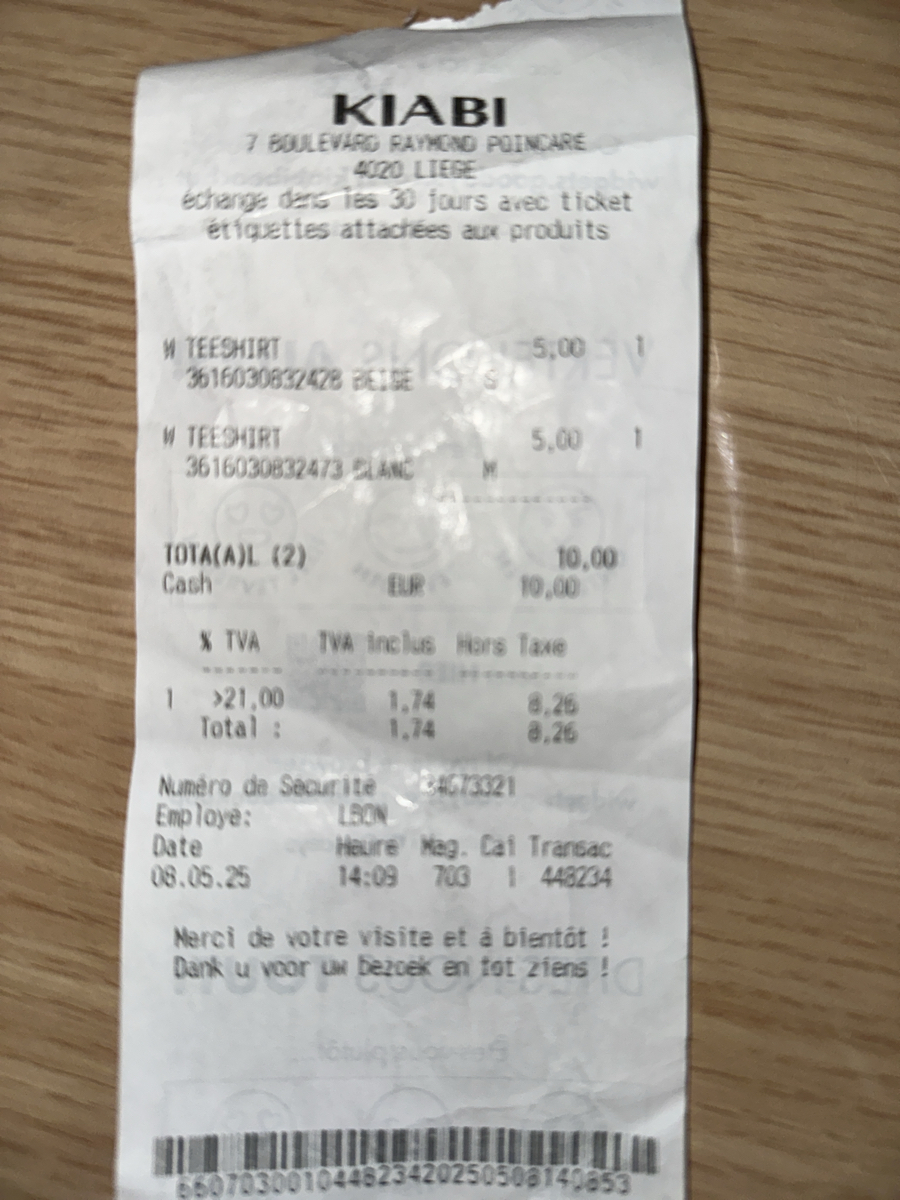 KIABI
7 BOULEVARD RAYMOND POINCARE
4020 LIEGE
échange dans les 30 jours avec ticket
étiquettes attachées aux produits
W TEESHIRT 5,00 1
3616030832428 BEIGE S
W TEESHIRT 5,00 1
3616030832473 BLANC M
TOTA(A)L (2) 10,00
Cash EUR 10,00
% TVA TVA inclus Hors Taxe
1 >21,00 1,74 8,26
Total : 1,74 8,26
Numéro de Sécurité
Employé: LBON
Date Heure Mag. Cai Transac
08.05.25 14:09 703 1 448234
Merci de votre visite et à bientôt !
Dank u voor uw bezoek en tot ziens !
660703001044823420250508140853